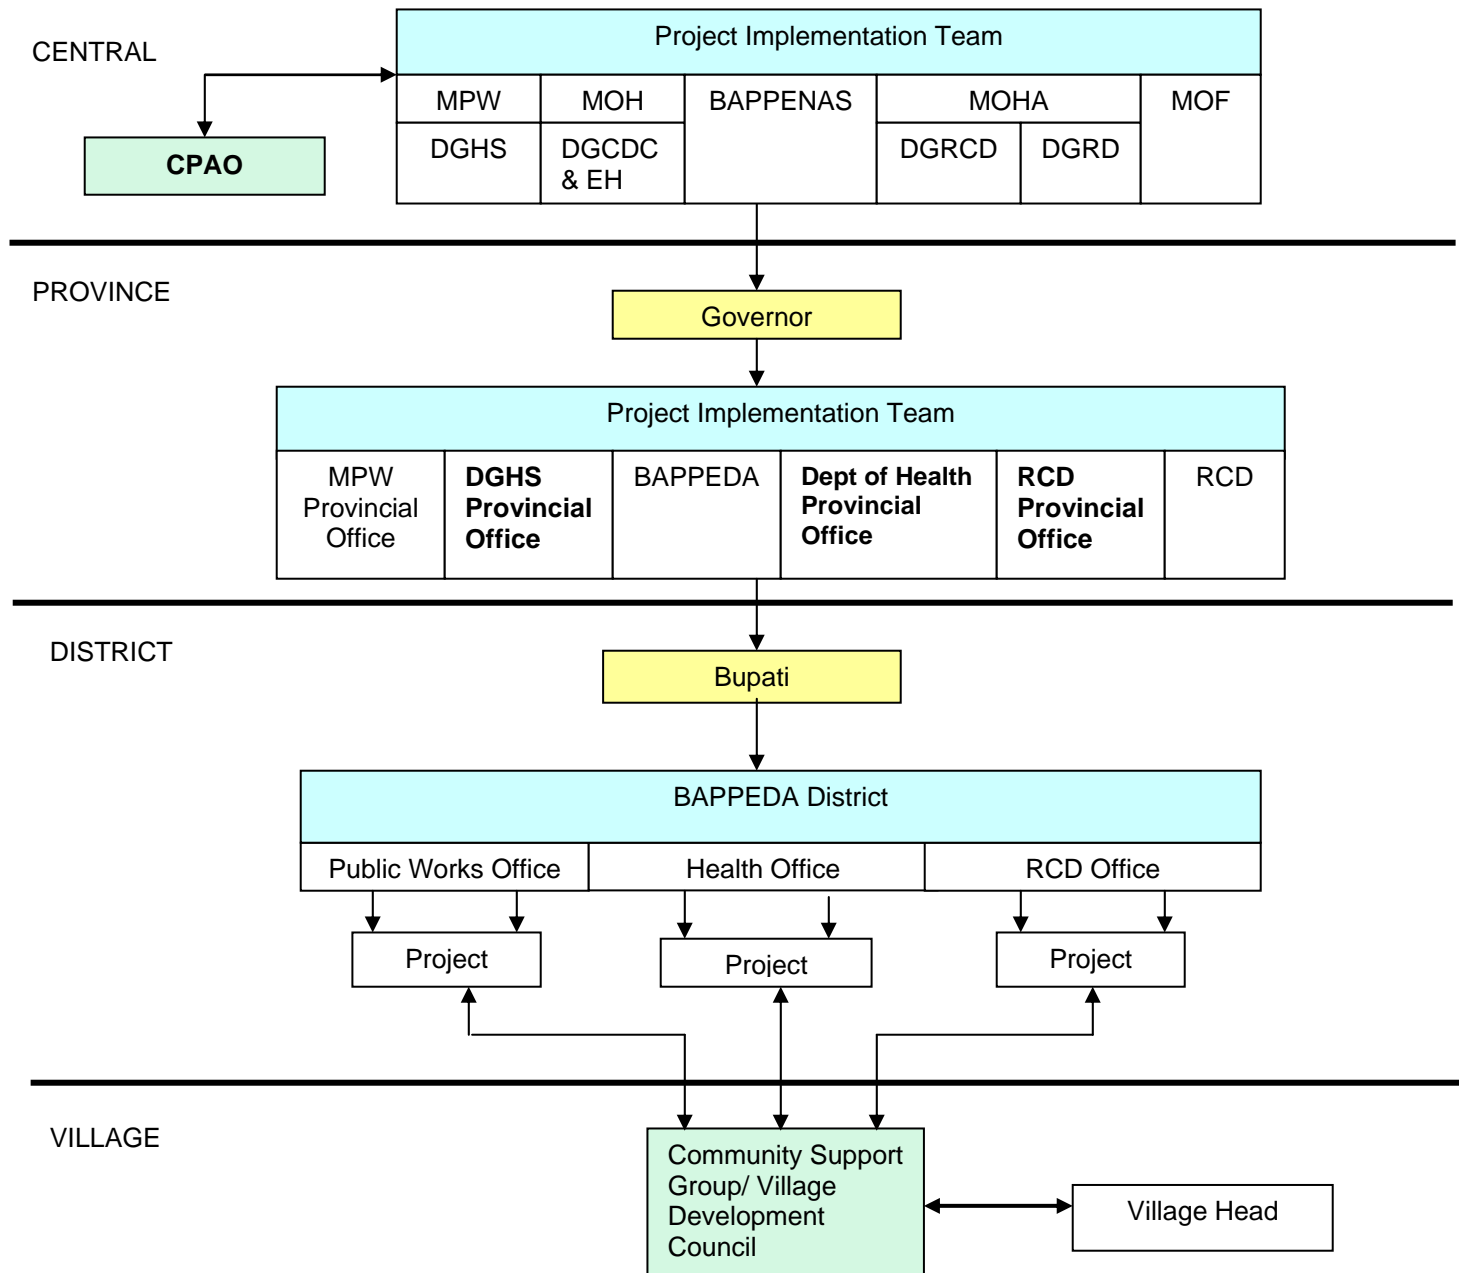 CENTRAL
Project Implementation Team
MPW
MOH
BAPPENAS
MOHA
MOF
DGHS
DGCDC
& EH
DGRCD
DGRD
CPAO
PROVINCE
Governor
Project Implementation Team
MPW
Provincial
Office
DGHS
Provincial
Office
BAPPEDA
Dept of Health
Provincial
Office
RCD
Provincial
Office
RCD
DISTRICT
Bupati
BAPPEDA District
Public Works Office
Health Office
RCD Office
Project
Project
Project
VILLAGE
Community Support
Group/ Village
Development
Council
Village Head